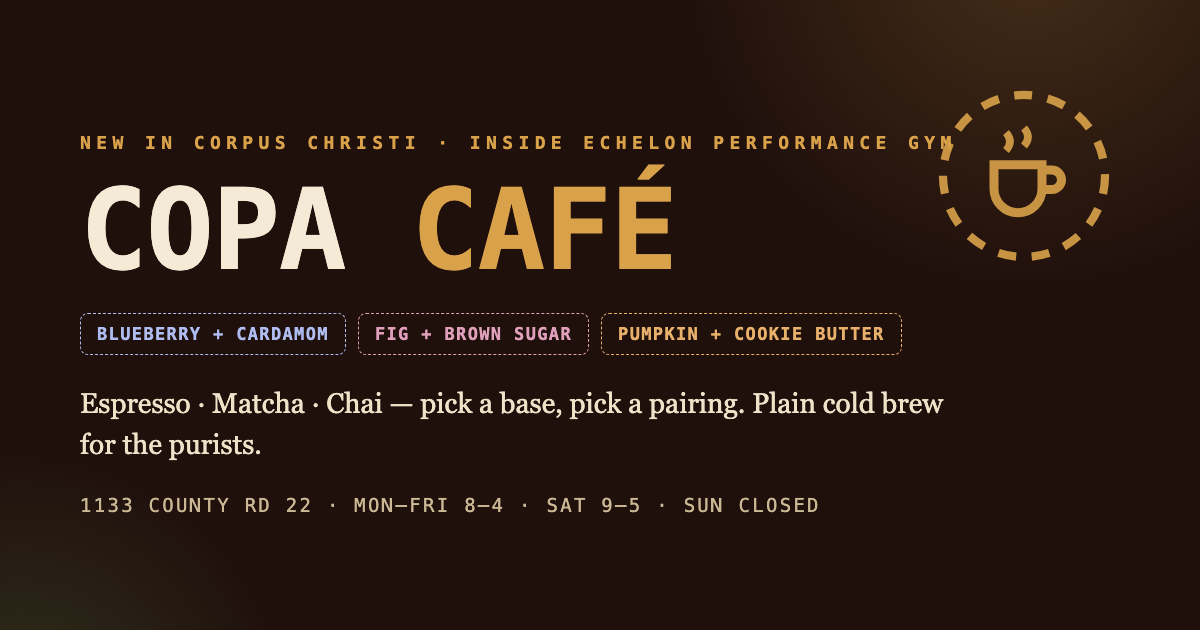 NEW IN CORPUS CHRISTI · INSIDE ECHELON PERFORMANCE GYM
COPA CAFÉ
BLUEBERRY + CARDAMOM
FIG + BROWN SUGAR
PUMPKIN + COOKIE BUTTER
Espresso · Matcha · Chai — pick a base, pick a pairing. Plain cold brew
for the purists.
1133 COUNTY RD 22 · MON–FRI 8–4 · SAT 9–5 · SUN CLOSED